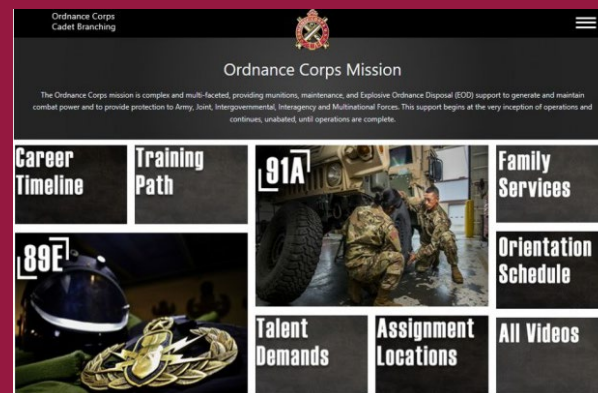 Ordnance Corps
Cadet Branching
Ordnance Corps Mission
The Ordnance Corps mission is complex and multi-faceted, providing munitions, maintenance, and Explosive Ordnance Disposal (EOD) support to generate and maintain
combat power and to provide protection to Army, Joint, Intergovernmental, Interagency and Multinational Forces. This support begins at the very inception of operations and
continues, unabated, until operations are complete.
Career
Timeline
Training
Path
91A
Family
Services
89E
Orientation
Schedule
Talent
Demands
Assignment
Locations
All Videos